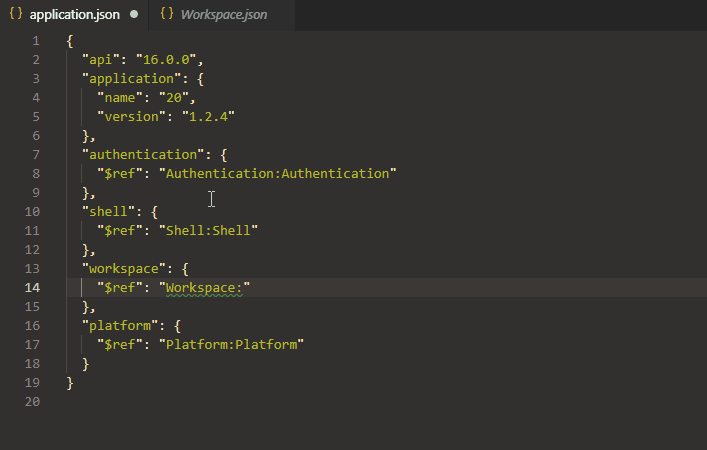 {} application.json ● {} Workspace.json
1 {
2 "api": "16.0.0",
3 "application": {
4 "name": "20",
5 "version": "1.2.4"
6 },
7 "authentication": {
8 "$ref": "Authentication:Authentication"
9 },
10 "shell": {
11 "$ref": "Shell:Shell"
12 },
13 "workspace": {
14 "$ref": "Workspace:"
15 },
16 "platform": {
17 "$ref": "Platform:Platform"
18 }
19 }
20